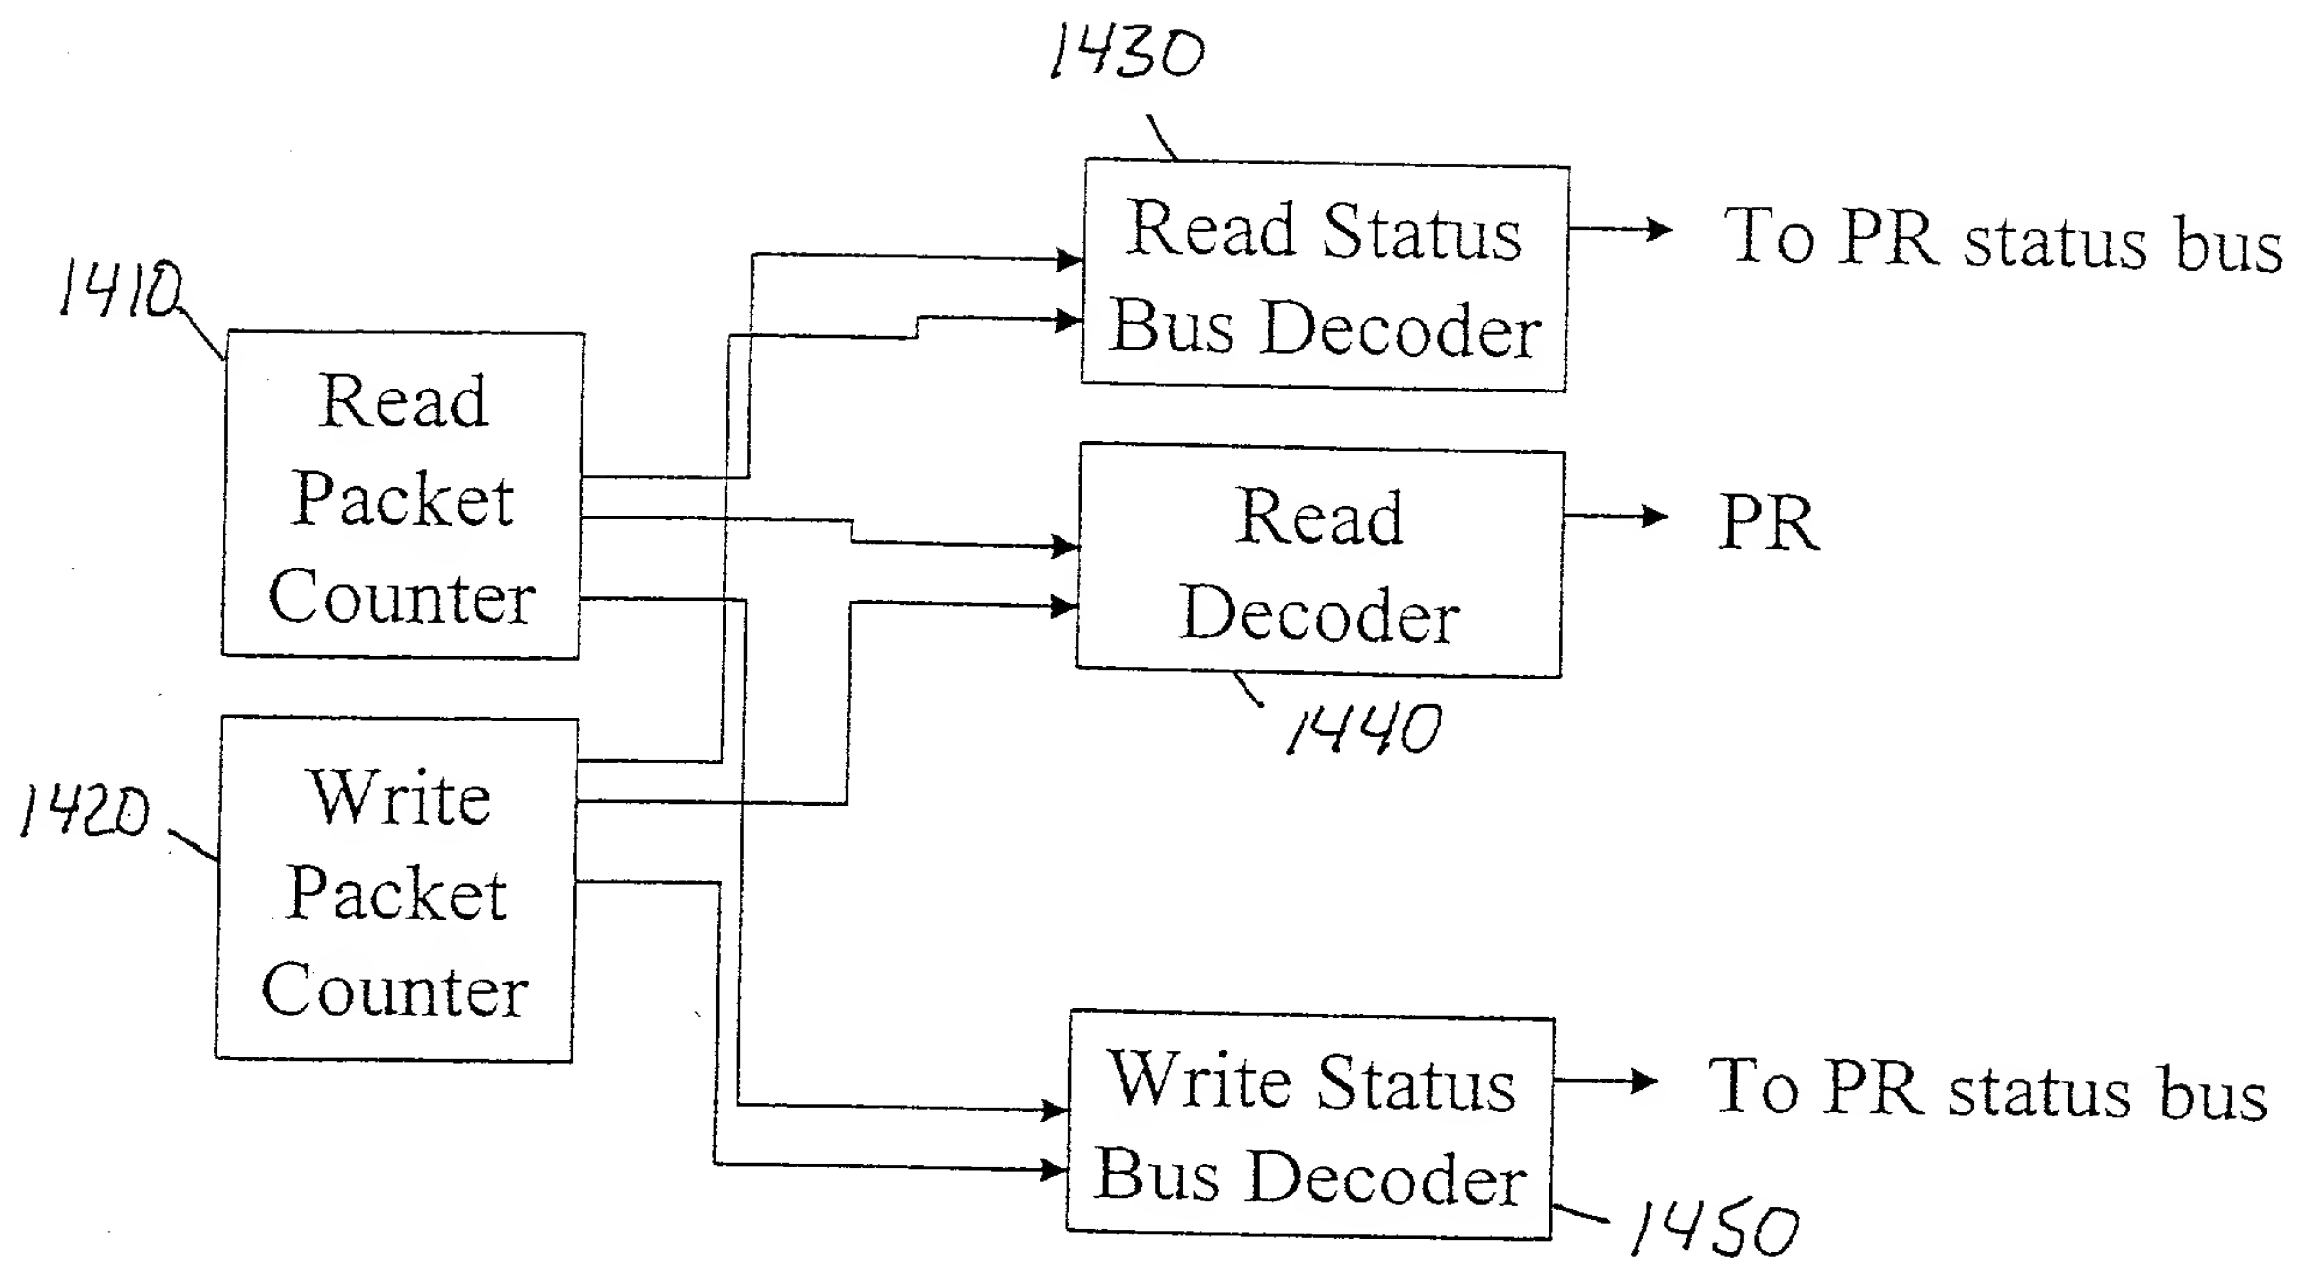 1430
Read Status
Bus Decoder
To PR status bus
1410
Read
Packet
Counter
Read
Decoder
PR
1440
1420
Write
Packet
Counter
Write Status
Bus Decoder
To PR status bus
1450